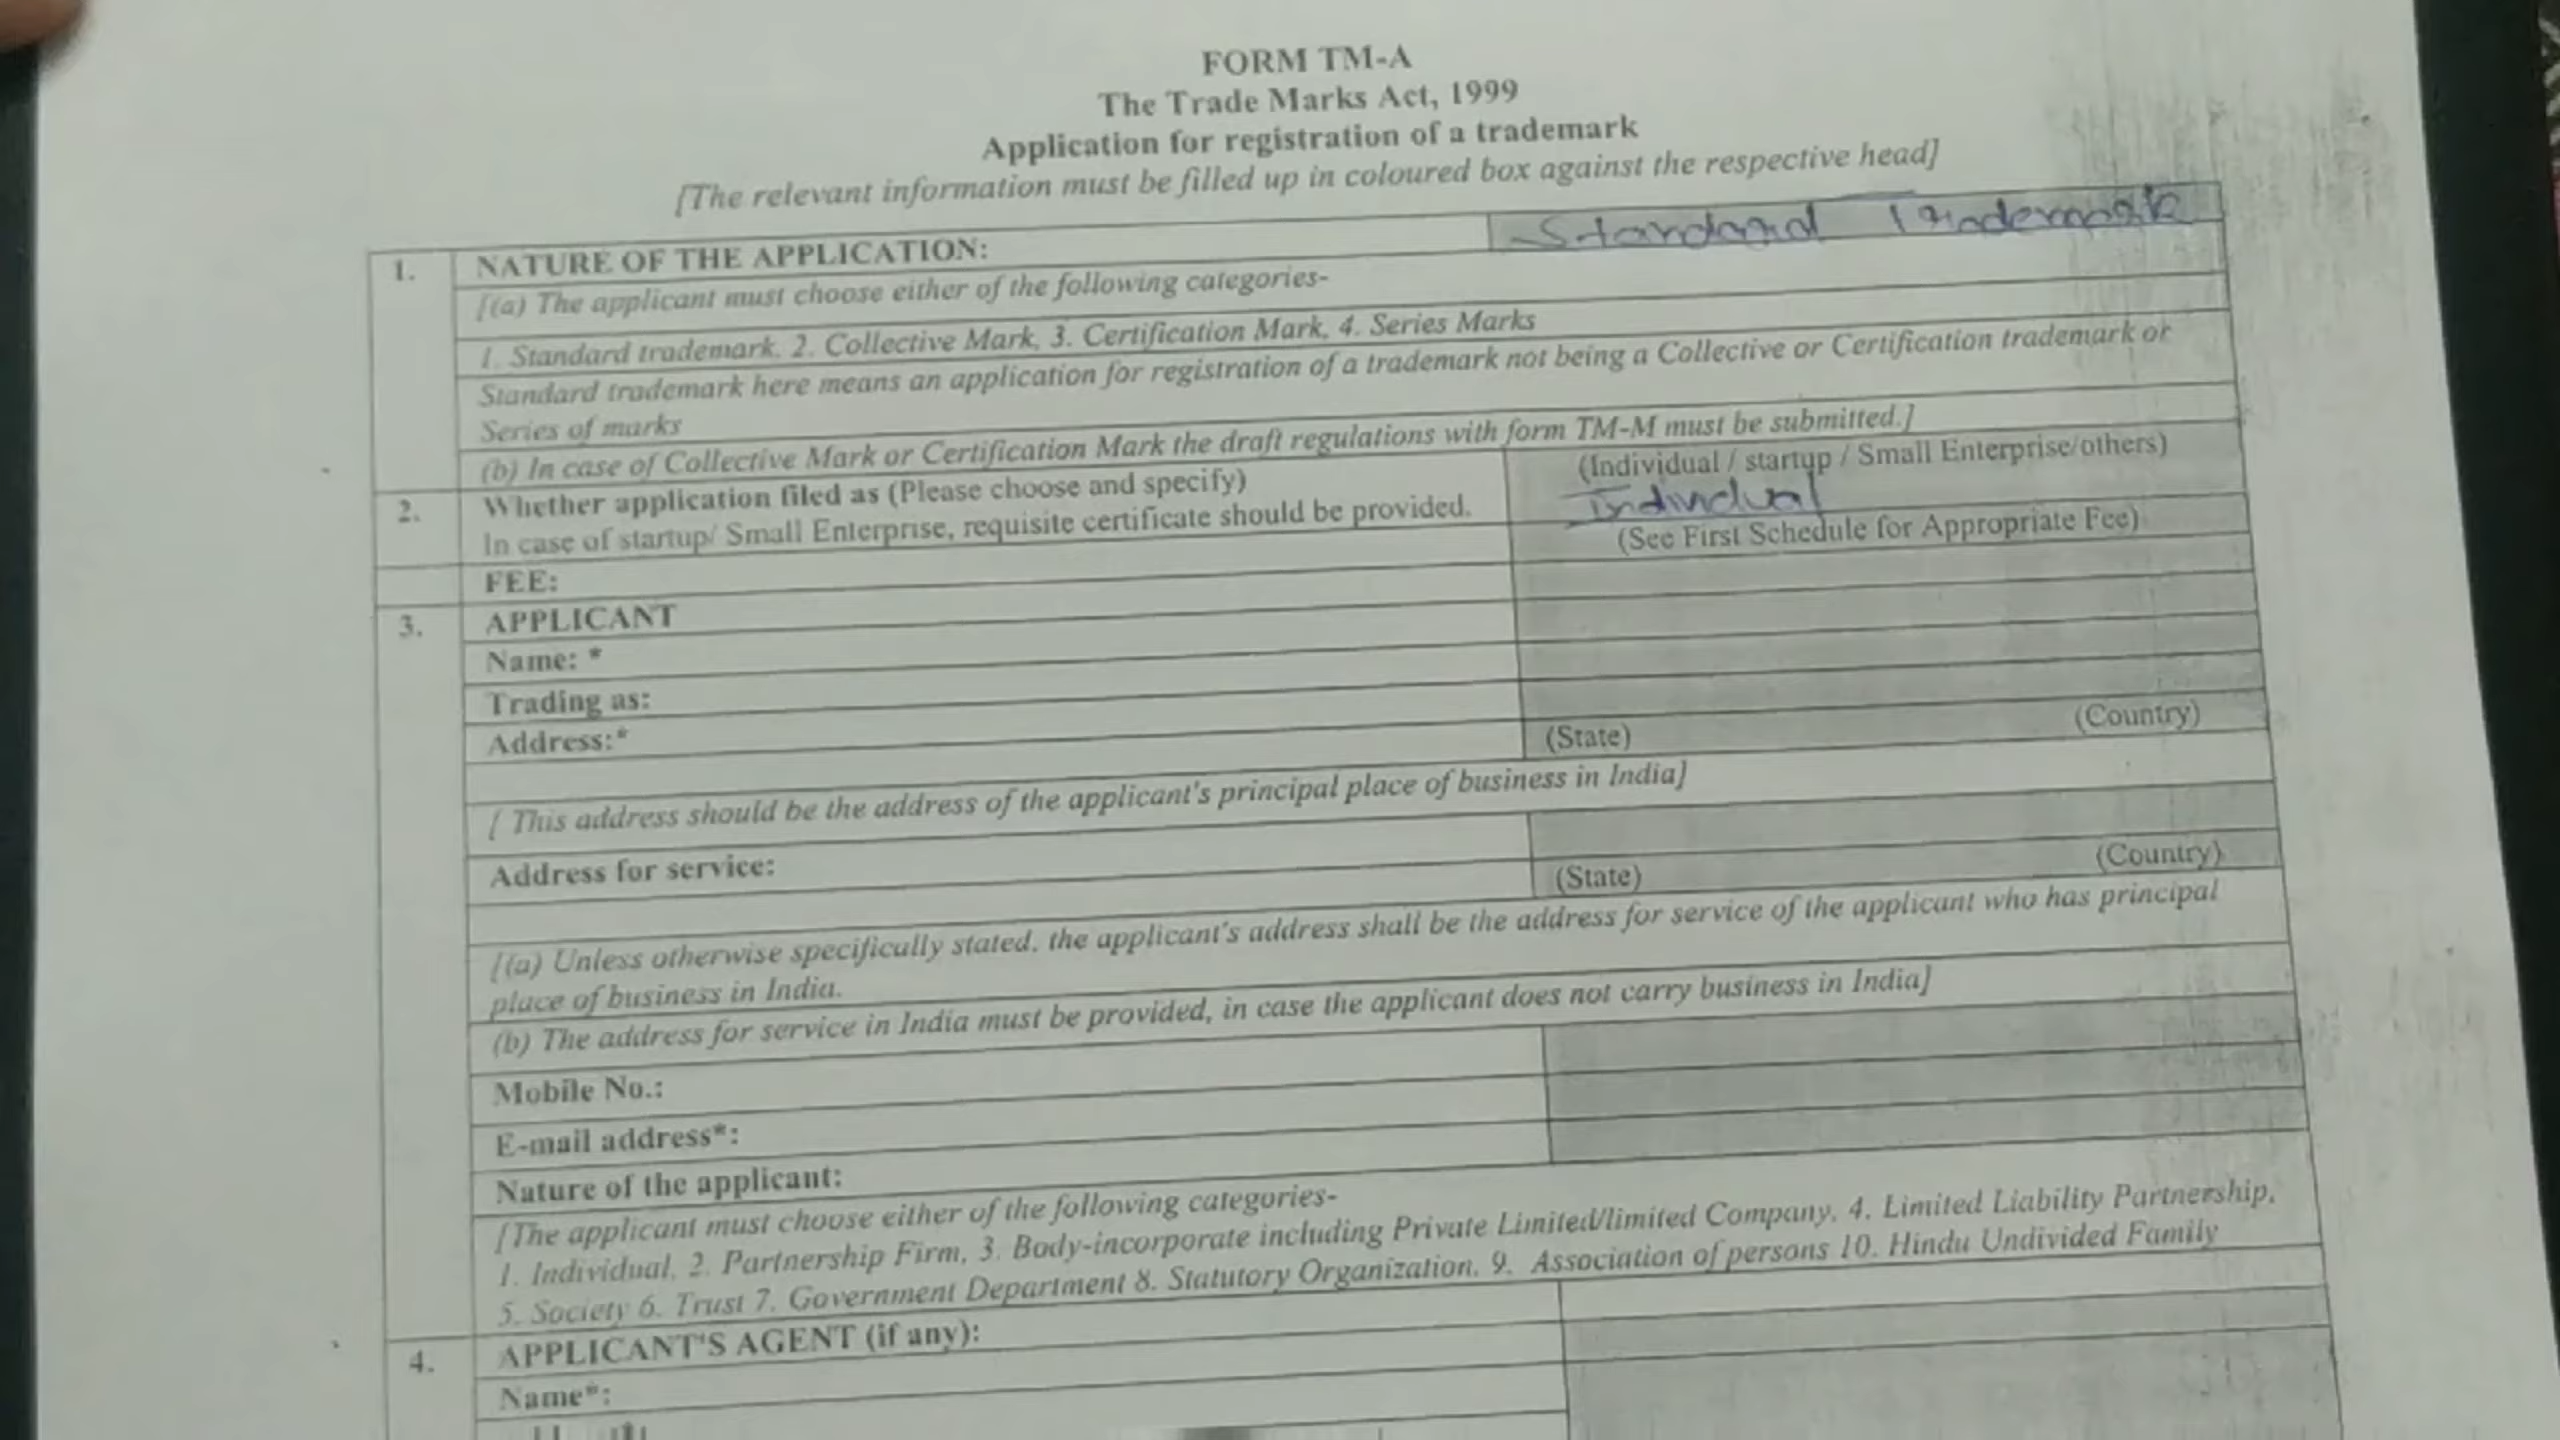 FORM TM-A
The Trade Marks Act, 1999
Application for registration of a trademark
[The relevant information must be filled up in coloured box against the respective head]
1. NATURE OF THE APPLICATION: Standard Trademark
[(a) The applicant must choose either of the following categories-
1. Standard trademark, 2. Collective Mark, 3. Certification Mark, 4. Series Marks
Standard trademark here means an application for registration of a trademark not being a Collective or Certification trademark or
Series of marks
(b) In case of Collective Mark or Certification Mark the draft regulations with form TM-M must be submitted.]
2. Whether application filed as (Please choose and specify) (Individual / startup / Small Enterprise/others)
In case of startup/ Small Enterprise, requisite certificate should be provided. Individual
FEE: (See First Schedule for Appropriate Fee)
3. APPLICANT
Name: *
Trading as:
Address:*
(State) (Country)
[ This address should be the address of the applicant's principal place of business in India]
Address for service:
(State) (Country)
[(a) Unless otherwise specifically stated, the applicant's address shall be the address for service of the applicant who has principal
place of business in India.
(b) The address for service in India must be provided, in case the applicant does not carry business in India]
Mobile No.:
E-mail address*:
Nature of the applicant:
[The applicant must choose either of the following categories-
1. Individual, 2. Partnership Firm, 3. Body-incorporate including Private Limited/limited Company, 4. Limited Liability Partnership,
5. Society 6. Trust 7. Government Department 8. Statutory Organization, 9. Association of persons 10. Hindu Undivided Family
4. APPLICANT'S AGENT (if any):
Name*: